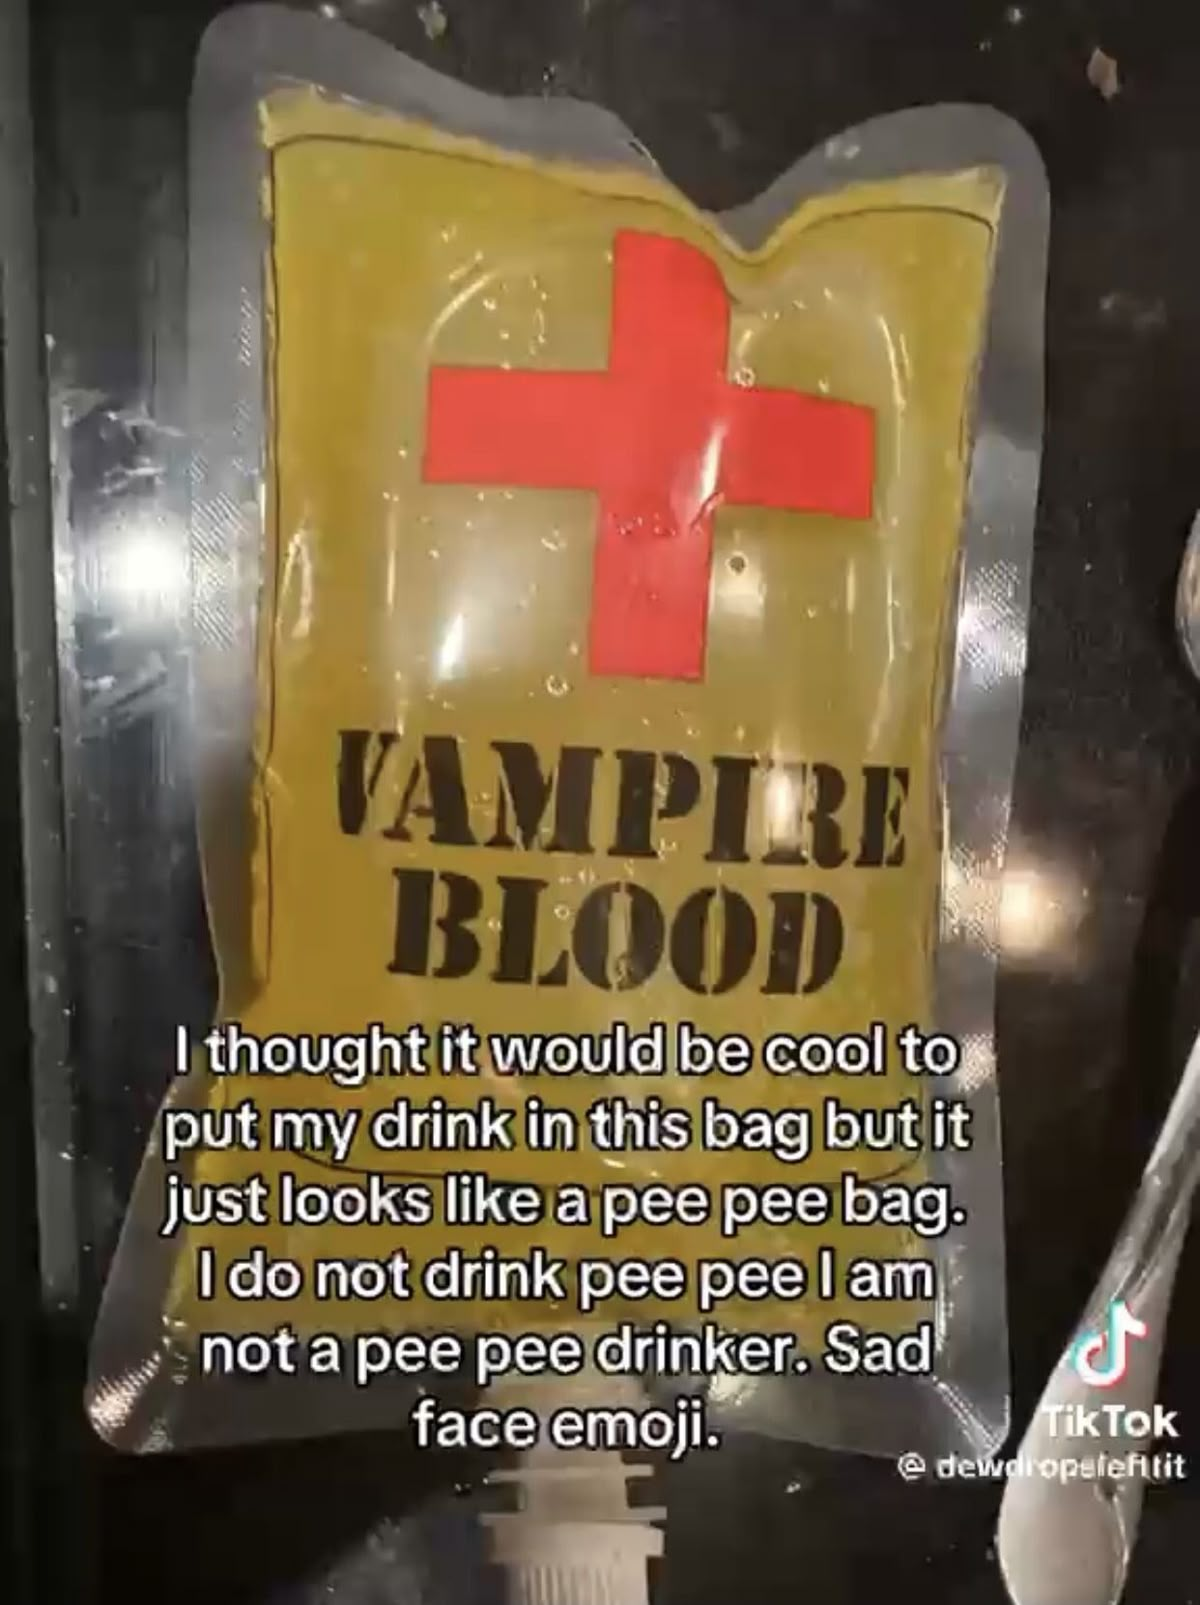 VAMPIRE
BLOOD
I thought it would be cool to
put my drink in this bag but it
just looks like a pee pee bag.
I do not drink pee pee I am
not a pee pee drinker. Sad
face emoji.
TikTok
@